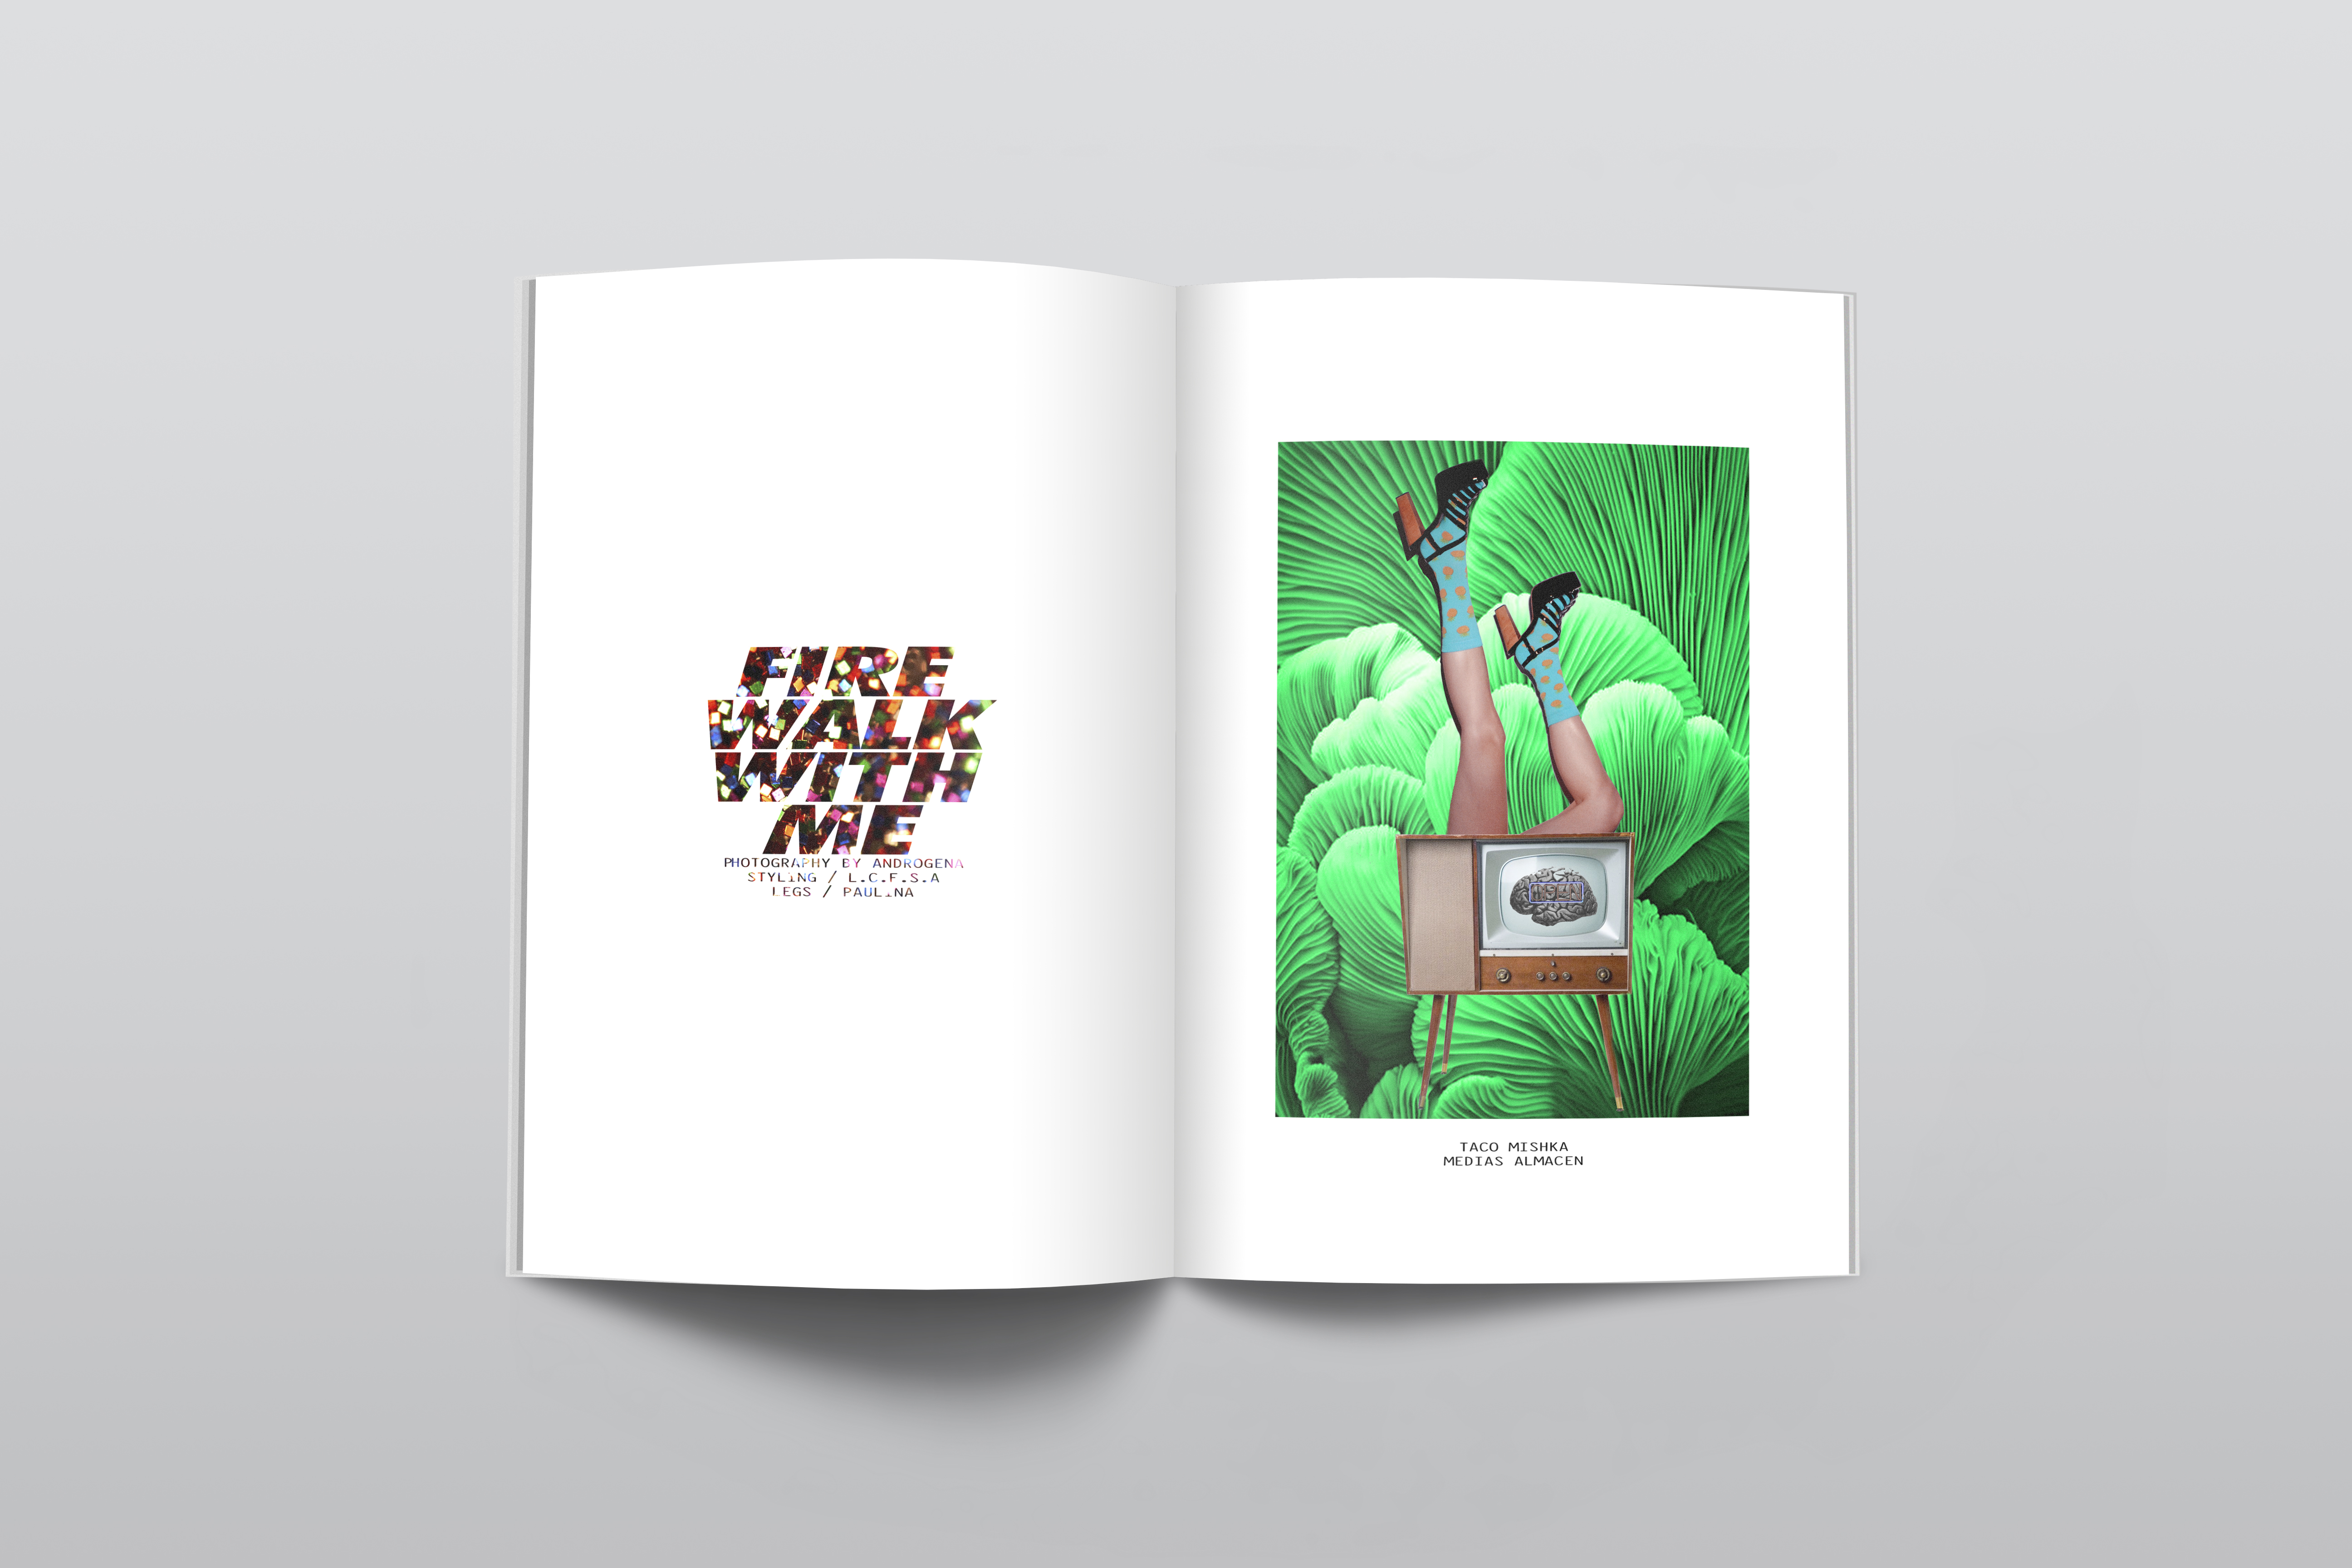 FIRE
WALK
WITH
ME
PHOTOGRAPHY BY ANDROGENA
STYLING / L.C.F.S.A
LEGS / PAULINA
TACO MISHKA
MEDIAS ALMACEN